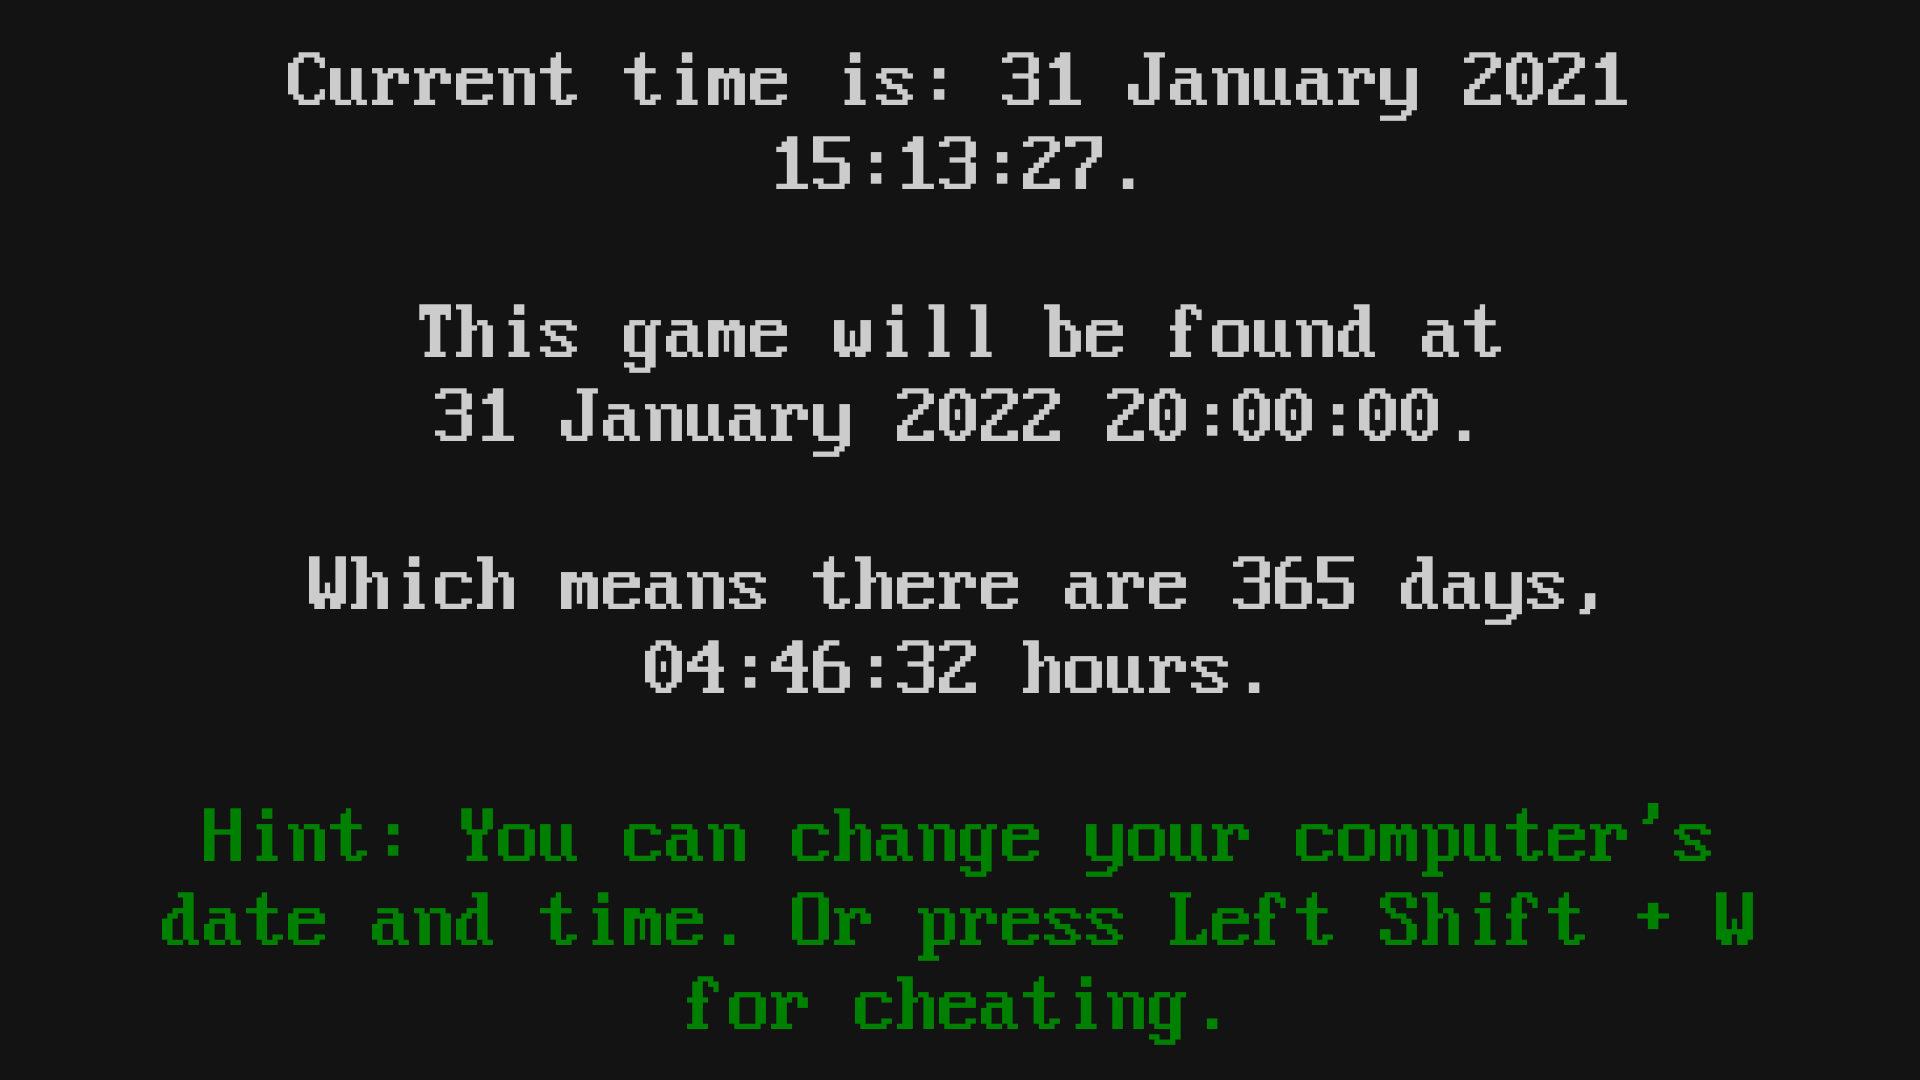 Current time is: 31 January 2021
15:13:27.
This game will be found at
31 January 2022 20:00:00.
Which means there are 365 days,
04:46:32 hours.
Hint: You can change your computer's
date and time. Or press Left Shift + W
for cheating.